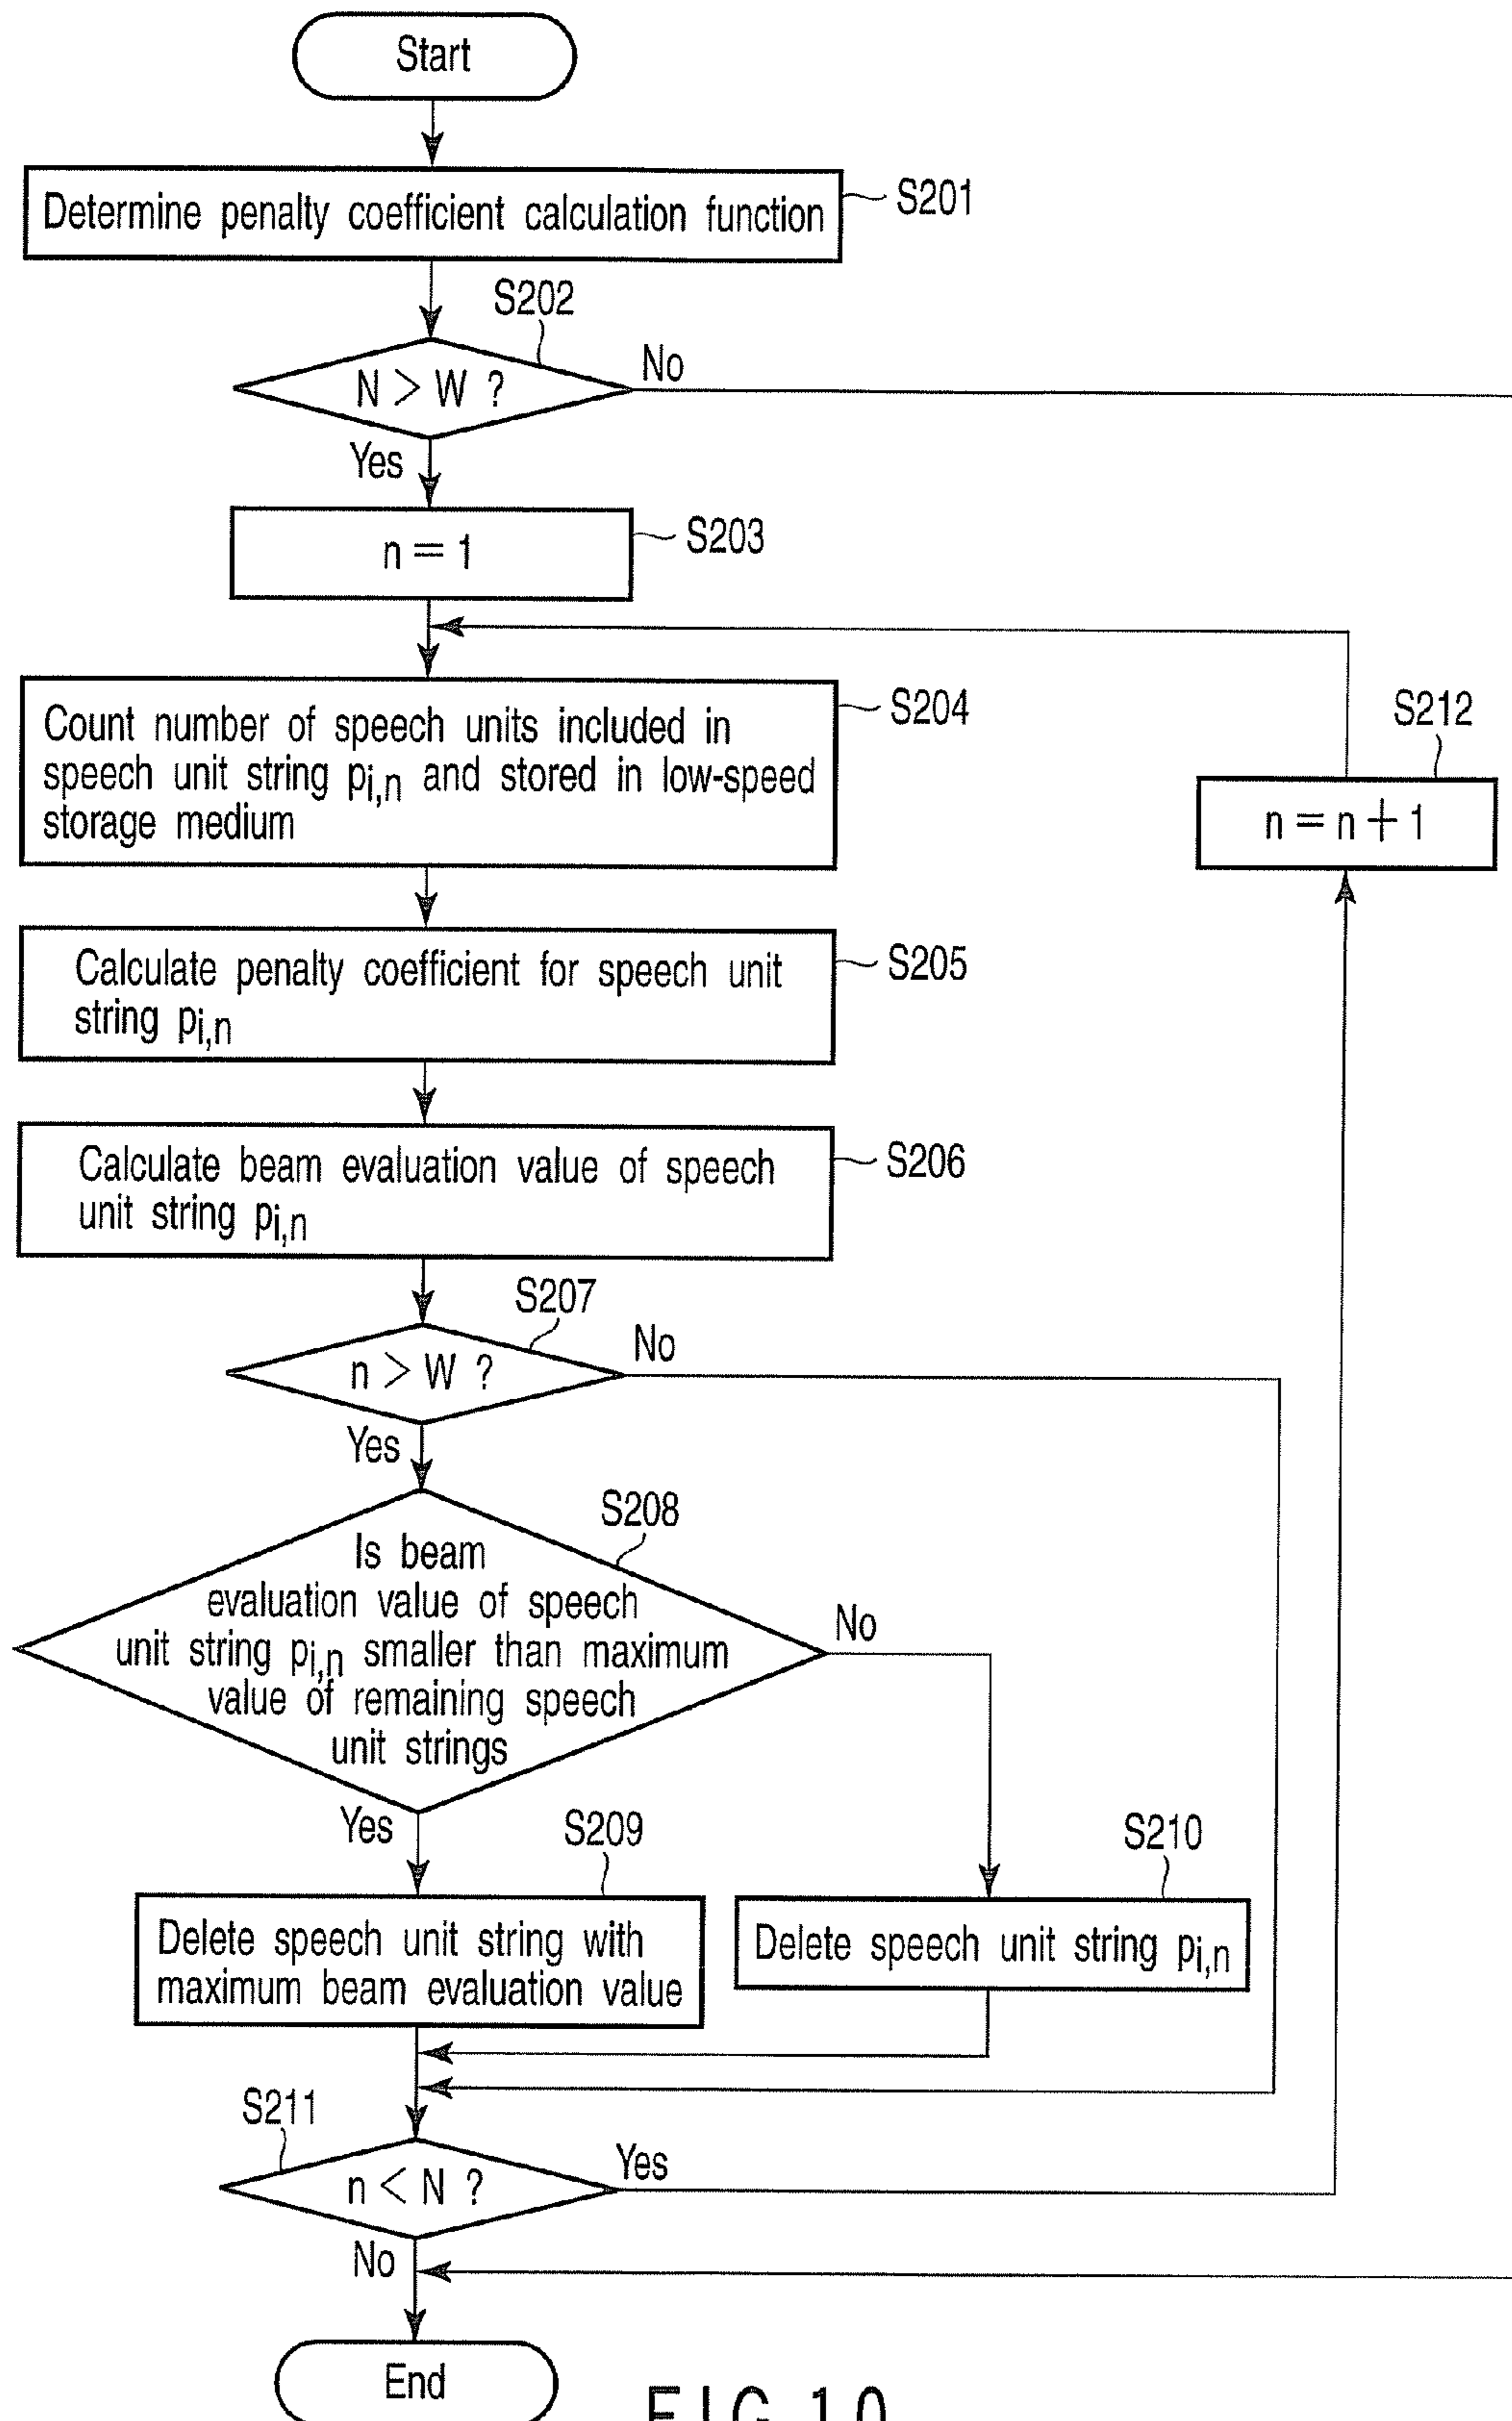 Start
Determine penalty coefficient calculation function
S201
S202
N > W ?
No
Yes
n = 1
S203
Count number of speech units included in
speech unit string pi,n and stored in low-speed
storage medium
S204
S212
n = n + 1
Calculate penalty coefficient for speech unit
string pi,n
S205
Calculate beam evaluation value of speech
unit string pi,n
S206
S207
n > W ?
No
Yes
S208
Is beam
evaluation value of speech
unit string pi,n smaller than maximum
value of remaining speech
unit strings
No
Yes
S209
S210
Delete speech unit string with
maximum beam evaluation value
Delete speech unit string pi,n
S211
n < N ?
Yes
No
End
FIG.10